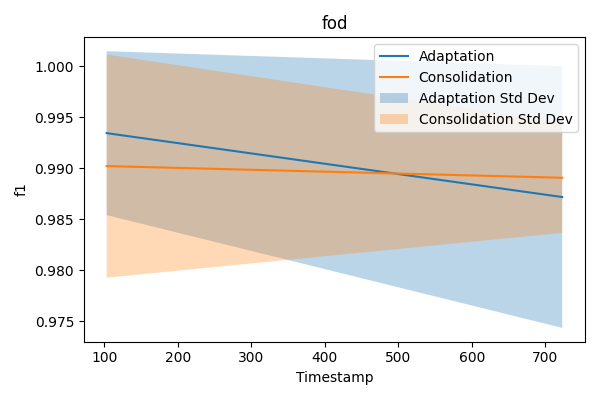 fod
1.000
0.995
0.990
0.985
0.980
0.975
f1
100
200
300
400
500
600
700
Timestamp
Adaptation
Consolidation
Adaptation Std Dev
Consolidation Std Dev